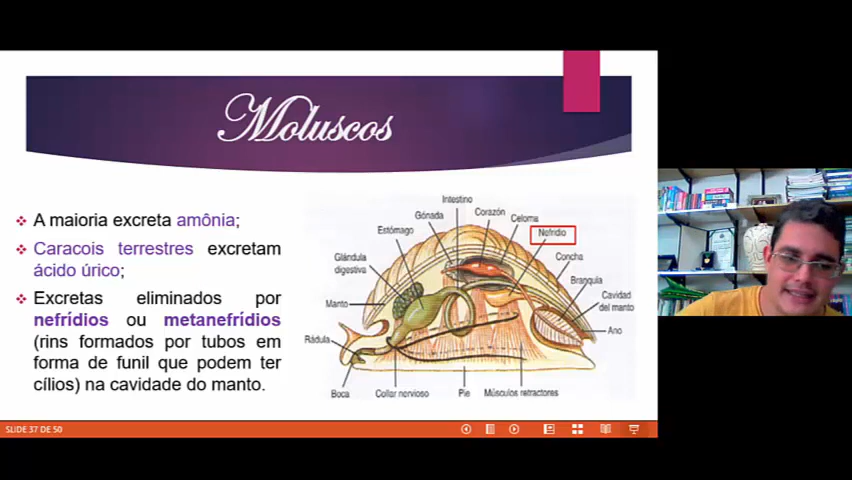 Moluscos
A maioria excreta amônia;
Caracois terrestres excretam
ácido úrico;
Excretas eliminados por
nefrídios ou metanefrídios
(rins formados por tubos em
forma de funil que podem ter
cílios) na cavidade do manto.
Intestino
Gónada
Corazón
Celoma
Estómago
Nefridio
Glándula
digestiva
Concha
Branquia
Manto
Cavidad
del manto
Rádula
Ano
Boca
Collar nervioso
Pie
Músculos retractores
SLIDE 37 DE 50